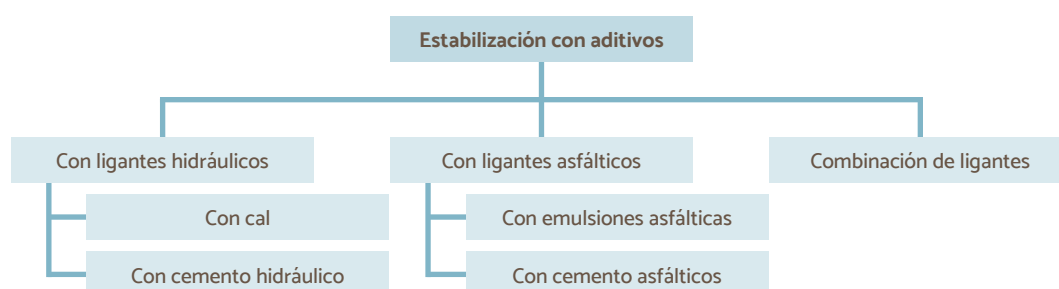 Estabilización con aditivos
Con ligantes hidráulicos
Con ligantes asfálticos
Combinación de ligantes
Con cal
Con emulsiones asfálticas
Con cemento hidráulico
Con cemento asfálticos